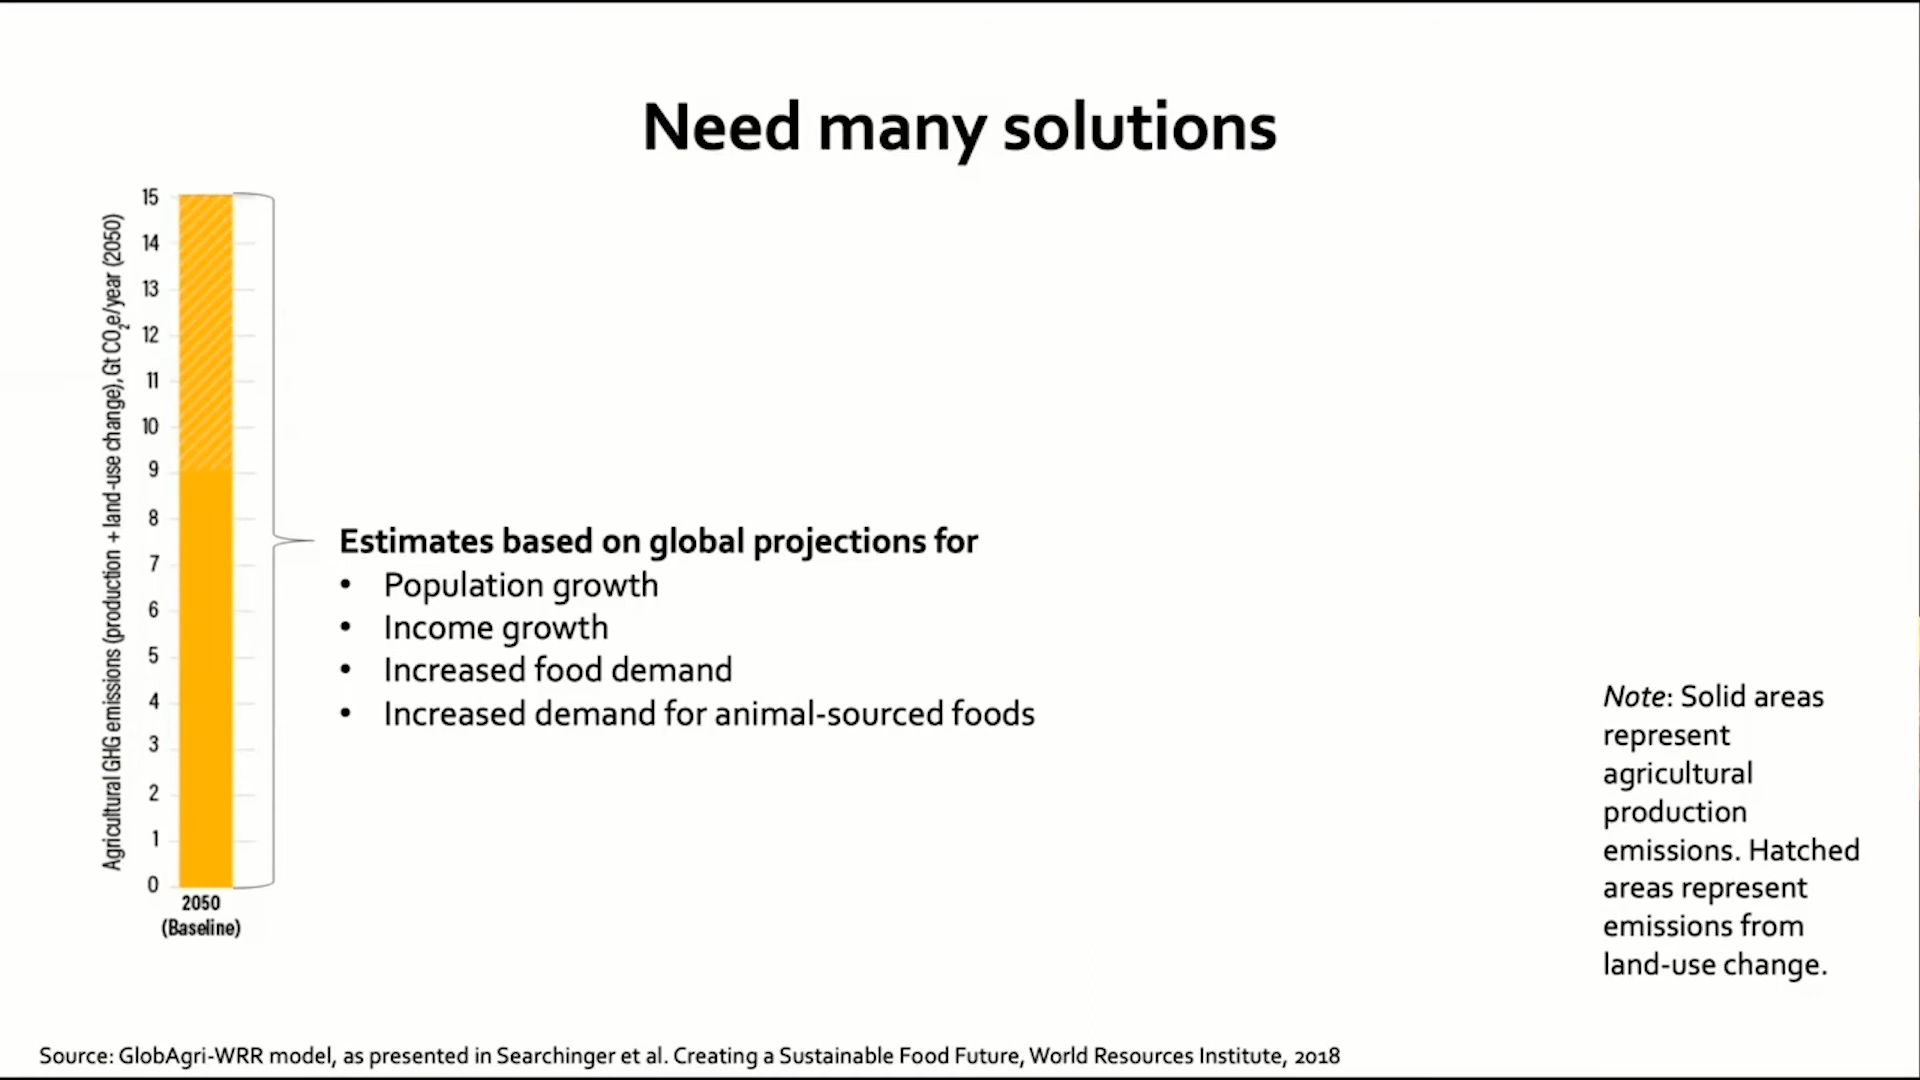 Need many solutions
Agricultural GHG emissions (production + land-use change), Gt CO₂e/year (2050)
15
14
13
12
11
10
9
8
7
6
5
4
3
2
1
0
2050
(Baseline)
Estimates based on global projections for
• Population growth
• Income growth
• Increased food demand
• Increased demand for animal-sourced foods
Note: Solid areas
represent
agricultural
production
emissions. Hatched
areas represent
emissions from
land-use change.
Source: GlobAgri-WRR model, as presented in Searchinger et al. Creating a Sustainable Food Future, World Resources Institute, 2018